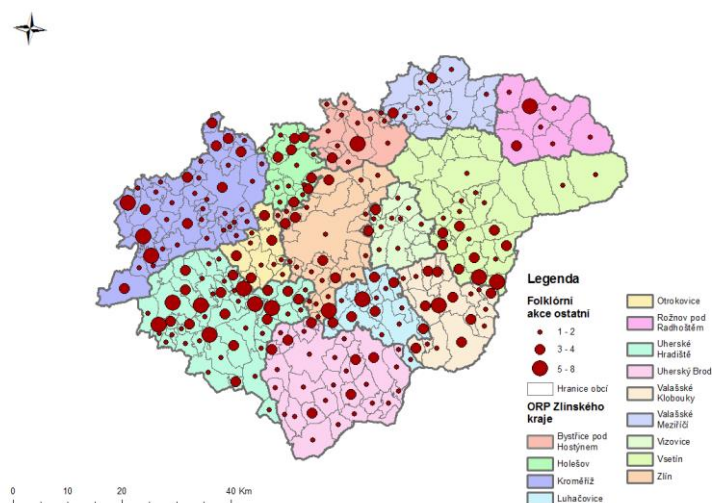 Legenda
Folklórní
akce ostatní
1 - 2
3 - 4
5 - 8
Hranice obcí
ORP Zlínského
kraje
Bystřice pod
Hostýnem
Holešov
Kroměříž
Luhačovice
Otrokovice
Rožnov pod
Radhoštěm
Uherské
Hradiště
Uherský Brod
Valašské
Klobouky
Valašské
Meziříčí
Vizovice
Vsetín
Zlín
0 10 20 40 Km